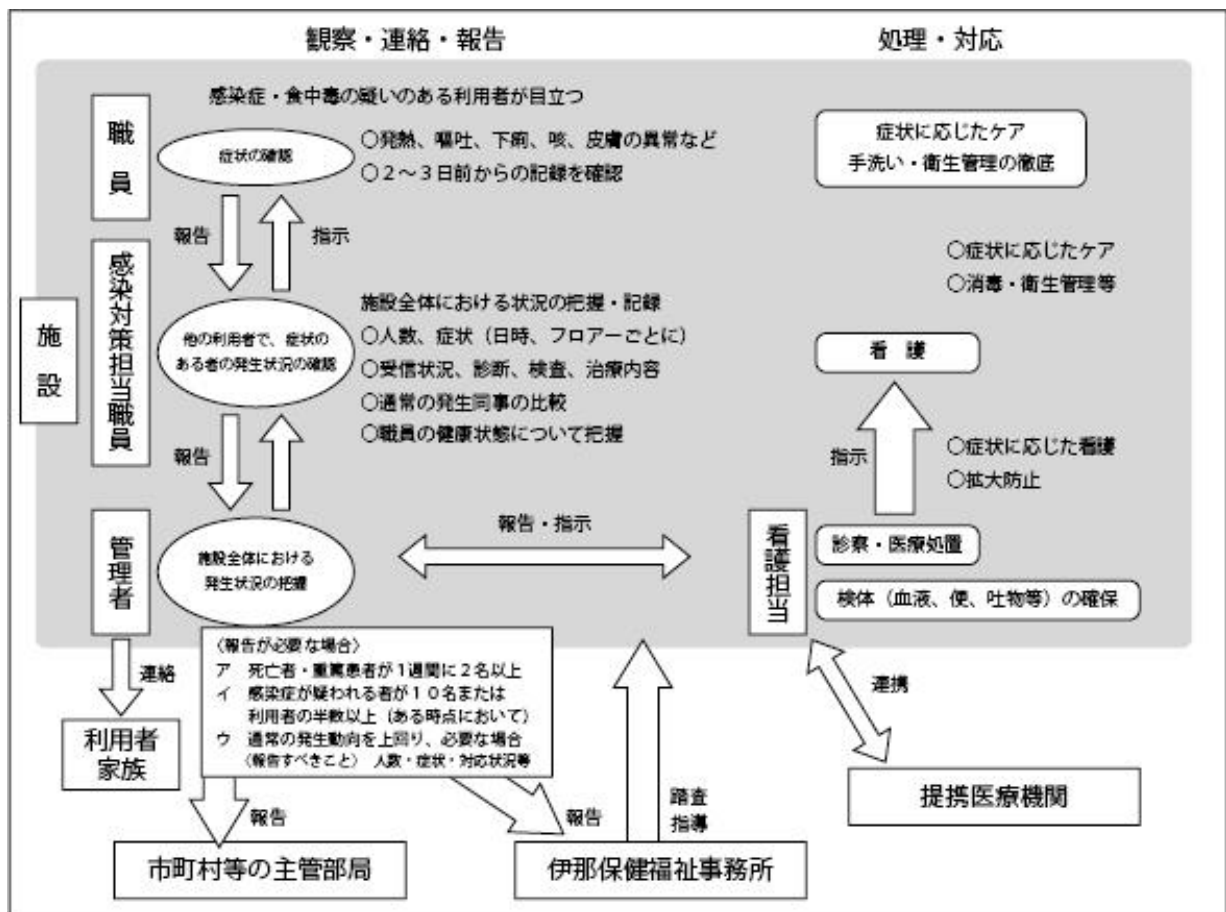 観察・連絡・報告
処理・対応
感染症・食中毒の疑いのある利用者が目立つ
職員
症状の確認
○発熱、嘔吐、下痢、咳、皮膚の異常など
○2~3日前からの記録を確認
症状に応じたケア
手洗い・衛生管理の徹底
報告
指示
○症状に応じたケア
○消毒・衛生管理等
施設
感染対策担当職員
他の利用者で、症状の
ある者の発生状況の確認
施設全体における状況の把握・記録
○人数、症状(日時、フロアーごとに)
○受信状況、診断、検査、治療内容
○通常の発生同事の比較
○職員の健康状態について把握
看護
報告
指示
○症状に応じた看護
○拡大防止
管理者
施設全体における
発生状況の把握
報告・指示
看護担当
診察・医療処置
検体(血液、便、吐物等)の確保
連絡
〈報告が必要な場合〉
ア 死亡者・重篤患者が1週間に2名以上
イ 感染症が疑われる者が10名または
利用者の半数以上(ある時点において)
ウ 通常の発生動向を上回り、必要な場合
(報告すべきこと) 人数・症状・対応状況等
連携
利用者
家族
提携医療機関
報告
報告
踏査
指導
市町村等の主管部局
伊那保健福祉事務所